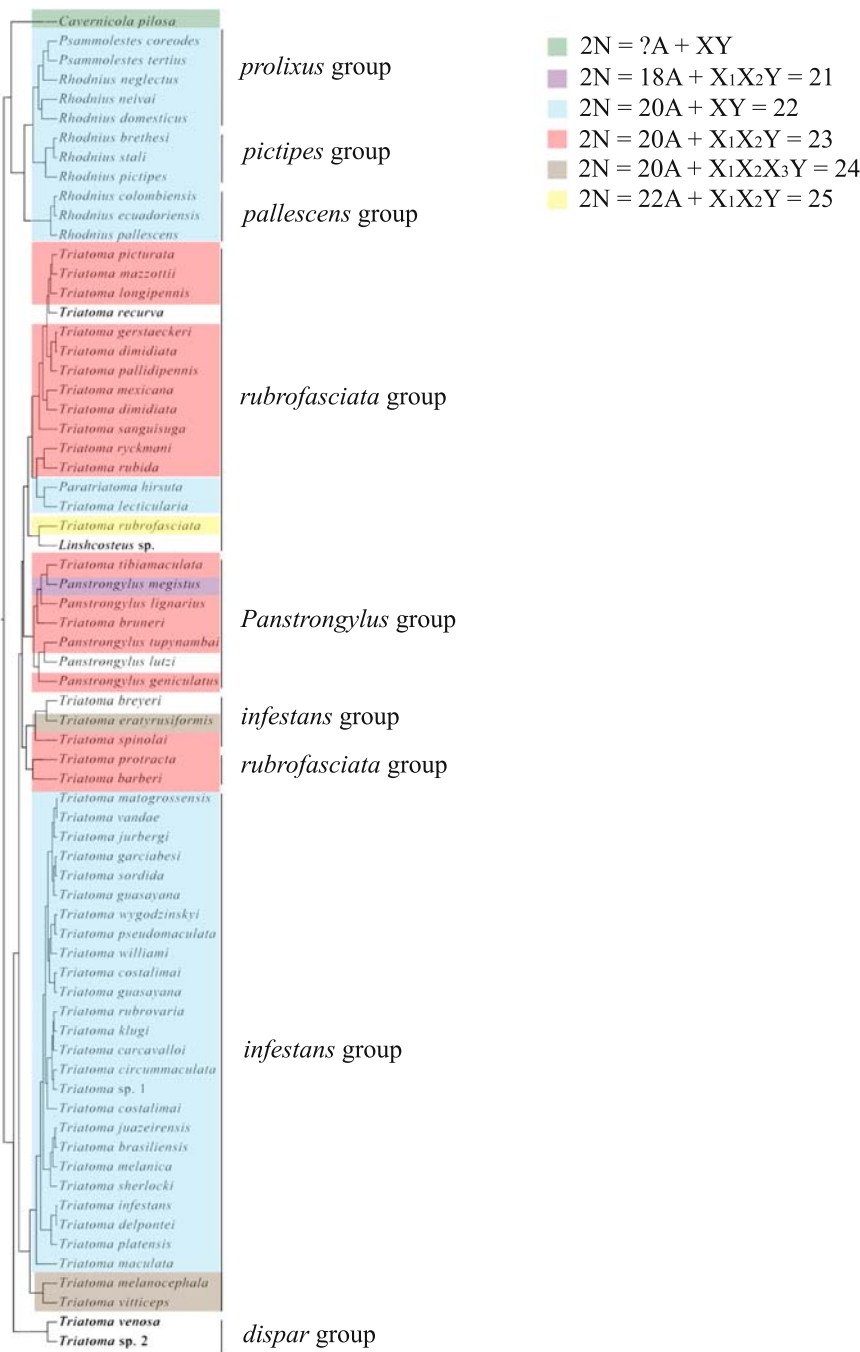 Cavernicola pilosa
Psammolestes coreodes
Psammolestes tertius
Rhodnius neglectus
Rhodnius neivai
Rhodnius domesticus
prolixus group
Rhodnius brethesi
Rhodnius stali
Rhodnius pictipes
pictipes group
Rhodnius colombiensis
Rhodnius ecuadoriensis
Rhodnius pallescens
pallescens group
Triatoma picturata
Triatoma mazzottii
Triatoma longipennis
Triatoma recurva
Triatoma gerstaeckeri
Triatoma dimidiata
Triatoma pallidipennis
Triatoma mexicana
Triatoma dimidiata
Triatoma sanguisuga
Triatoma ryckmani
Triatoma rubida
Paratriatoma hirsuta
Triatoma lecticularia
Triatoma rubrofasciata
Linshcosteus sp.
rubrofasciata group
Triatoma tibiamaculata
Panstrongylus megistus
Panstrongylus lignarius
Triatoma bruneri
Panstrongylus tupynambai
Panstrongylus lutzi
Panstrongylus geniculatus
Panstrongylus group
Triatoma breyeri
Triatoma eratyrusiformis
Triatoma spinolai
infestans group
Triatoma protracta
Triatoma barberi
rubrofasciata group
Triatoma matogrossensis
Triatoma vandae
Triatoma jurbergi
Triatoma garciabesi
Triatoma sordida
Triatoma guasayana
Triatoma wygodzinskyi
Triatoma pseudomaculata
Triatoma williami
Triatoma costalimai
Triatoma guasayana
Triatoma rubrovaria
Triatoma klugi
Triatoma carcavalloi
Triatoma circummaculata
Triatoma sp. 1
Triatoma costalimai
Triatoma juazeirensis
Triatoma brasiliensis
Triatoma melanica
Triatoma sherlocki
Triatoma infestans
Triatoma delpontei
Triatoma platensis
Triatoma maculata
Triatoma melanocephala
Triatoma vitticeps
infestans group
Triatoma venosa
Triatoma sp. 2
dispar group
2N = ?A + XY
2N = 18A + X1X2Y = 21
2N = 20A + XY = 22
2N = 20A + X1X2Y = 23
2N = 20A + X1X2X3Y = 24
2N = 22A + X1X2Y = 25